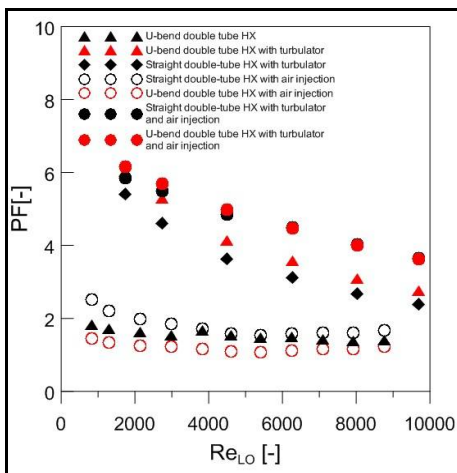 10
8
6
4
2
0
PF[-]
U-bend double tube HX
U-bend double tube HX with turbulator
Straight double-tube HX with turbulator
Straight double-tube HX with air injection
U-bend double tube HX with air injection
Straight double-tube HX with turbulator
and air injection
U-bend double tube HX with turbulator
and air injection
0 2000 4000 6000 8000 10000
Re_LO [-]